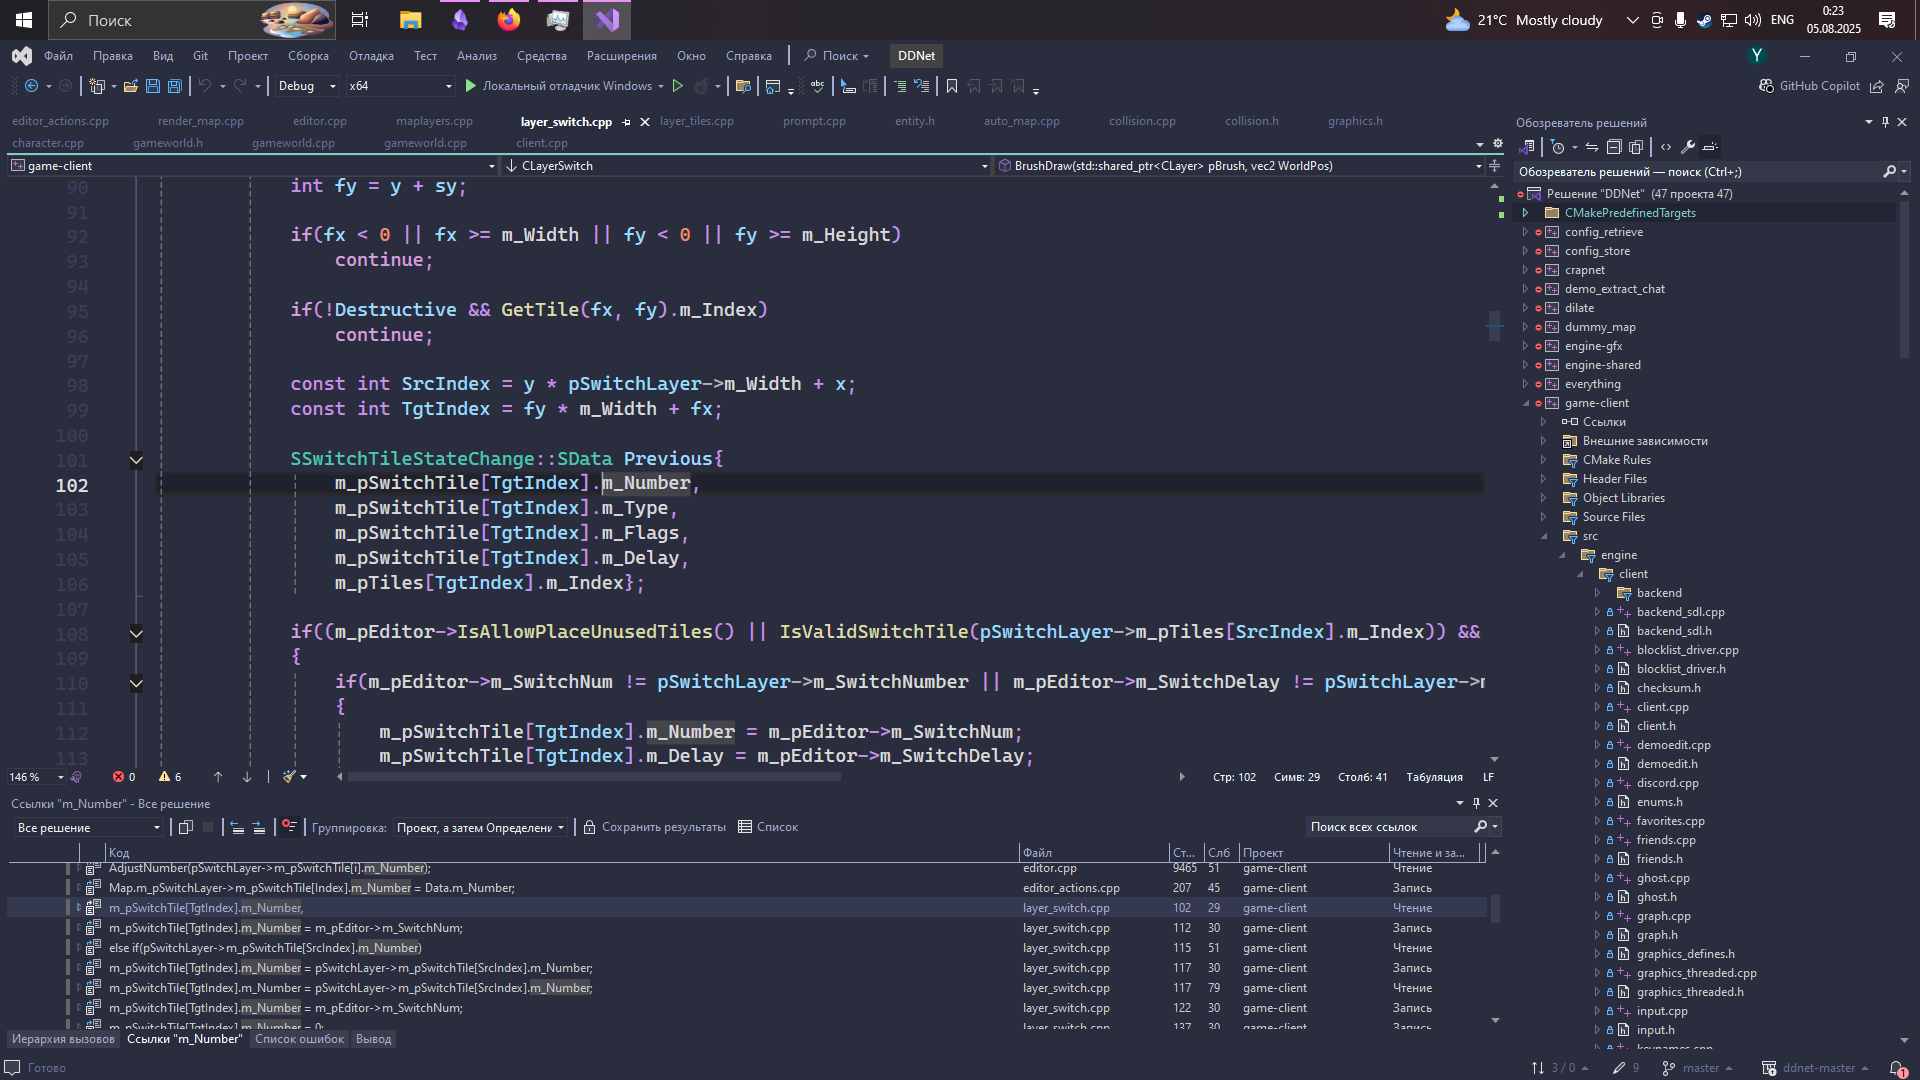 Поиск
21°C Mostly cloudy
ENG
0:23
05.08.2025
Файл Правка Вид Git Проект Сборка Отладка Тест Анализ Средства Расширения Окно Справка Поиск DDNet
Y
Debug x64 Локальный отладчик Windows GitHub Copilot
editor_actions.cpp render_map.cpp editor.cpp maplayers.cpp layer_switch.cpp layer_tiles.cpp prompt.cpp entity.h auto_map.cpp collision.cpp collision.h graphics.h
character.cpp gameworld.h gameworld.cpp gameworld.cpp client.cpp
game-client CLayerSwitch BrushDraw(std::shared_ptr<CLayer> pBrush, vec2 WorldPos)
90 int fy = y + sy;
91
92 if(fx < 0 || fx >= m_Width || fy < 0 || fy >= m_Height)
93 continue;
94
95 if(!Destructive && GetTile(fx, fy).m_Index)
96 continue;
97
98 const int SrcIndex = y * pSwitchLayer->m_Width + x;
99 const int TgtIndex = fy * m_Width + fx;
100
101 SSwitchTileStateChange::SData Previous{
102 m_pSwitchTile[TgtIndex].m_Number,
103 m_pSwitchTile[TgtIndex].m_Type,
104 m_pSwitchTile[TgtIndex].m_Flags,
105 m_pSwitchTile[TgtIndex].m_Delay,
106 m_pTiles[TgtIndex].m_Index};
107
108 if((m_pEditor->IsAllowPlaceUnusedTiles() || IsValidSwitchTile(pSwitchLayer->m_pTiles[SrcIndex].m_Index)) &&
109 {
110 if(m_pEditor->m_SwitchNum != pSwitchLayer->m_SwitchNumber || m_pEditor->m_SwitchDelay != pSwitchLayer->m
111 {
112 m_pSwitchTile[TgtIndex].m_Number = m_pEditor->m_SwitchNum;
113 m_pSwitchTile[TgtIndex].m_Delay = m_pEditor->m_SwitchDelay;
146 % 0 6 Стр: 102 Симв: 29 Столб: 41 Табуляция LF
Ссылки "m_Number" - Все решение
Все решение Группировка: Проект, а затем Определени Сохранить результаты Список Поиск всех ссылок
Код Файл Ст... Слб Проект Чтение и за...
AdjustNumber(pSwitchLayer->m_pSwitchTile[i].m_Number); editor.cpp 9465 51 game-client Чтение
Map.m_pSwitchLayer->m_pSwitchTile[Index].m_Number = Data.m_Number; editor_actions.cpp 207 45 game-client Запись
m_pSwitchTile[TgtIndex].m_Number, layer_switch.cpp 102 29 game-client Чтение
m_pSwitchTile[TgtIndex].m_Number = m_pEditor->m_SwitchNum; layer_switch.cpp 112 30 game-client Запись
else if(pSwitchLayer->m_pSwitchTile[SrcIndex].m_Number) layer_switch.cpp 115 51 game-client Чтение
m_pSwitchTile[TgtIndex].m_Number = pSwitchLayer->m_pSwitchTile[SrcIndex].m_Number; layer_switch.cpp 117 30 game-client Запись
m_pSwitchTile[TgtIndex].m_Number = pSwitchLayer->m_pSwitchTile[SrcIndex].m_Number; layer_switch.cpp 117 79 game-client Чтение
m_pSwitchTile[TgtIndex].m_Number = m_pEditor->m_SwitchNum; layer_switch.cpp 122 30 game-client Запись
m_pSwitchTile[TgtIndex].m_Number = 0; layer_switch.cpp 137 30 game-client Запись
Иерархия вызовов Ссылки "m_Number" Список ошибок Вывод
Обозреватель решений
Обозреватель решений — поиск (Ctrl+;)
Решение "DDNet" (47 проекта 47)
CMakePredefinedTargets
config_retrieve
config_store
crapnet
demo_extract_chat
dilate
dummy_map
engine-gfx
engine-shared
everything
game-client
Ссылки
Внешние зависимости
CMake Rules
Header Files
Object Libraries
Source Files
src
engine
client
backend
backend_sdl.cpp
backend_sdl.h
blocklist_driver.cpp
blocklist_driver.h
checksum.h
client.cpp
client.h
demoedit.cpp
demoedit.h
discord.cpp
enums.h
favorites.cpp
friends.cpp
friends.h
ghost.cpp
ghost.h
graph.cpp
graph.h
graphics_defines.h
graphics_threaded.cpp
graphics_threaded.h
input.cpp
input.h
keynames.cpp
Готово 3 / 0 9 master ddnet-master 1